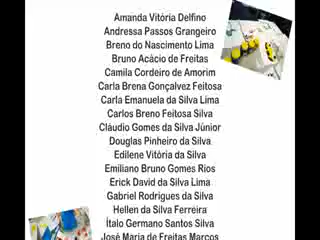 Amanda Vitória Delfino
Andressa Passos Grangeiro
Breno do Nascimento Lima
Bruno Acácio de Freitas
Camila Cordeiro de Amorim
Carla Brena Gonçalvez Feitosa
Carla Emanuela da Silva Lima
Carlos Breno Feitosa Silva
Cláudio Gomes da Silva Júnior
Douglas Pinheiro da Silva
Edilene Vitória da Silva
Emiliano Bruno Gomes Rios
Erick David da Silva Lima
Gabriel Rodrigues da Silva
Hellen da Silva Ferreira
Ítalo Germano Santos Silva
José Maria de Freitas Marcos